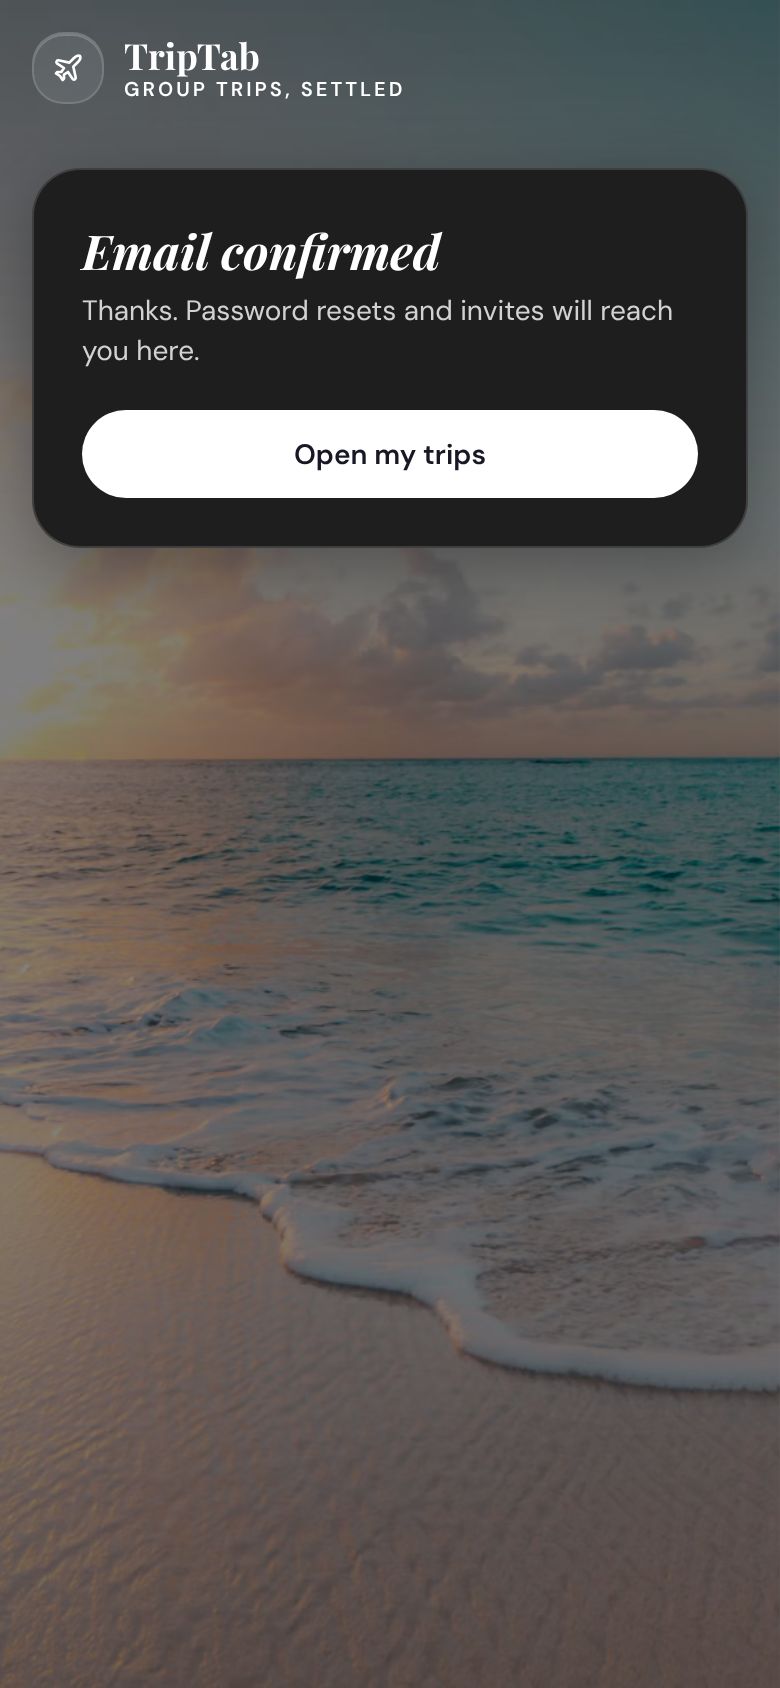 TripTab
GROUP TRIPS, SETTLED
Email confirmed
Thanks. Password resets and invites will reach
you here.
Open my trips